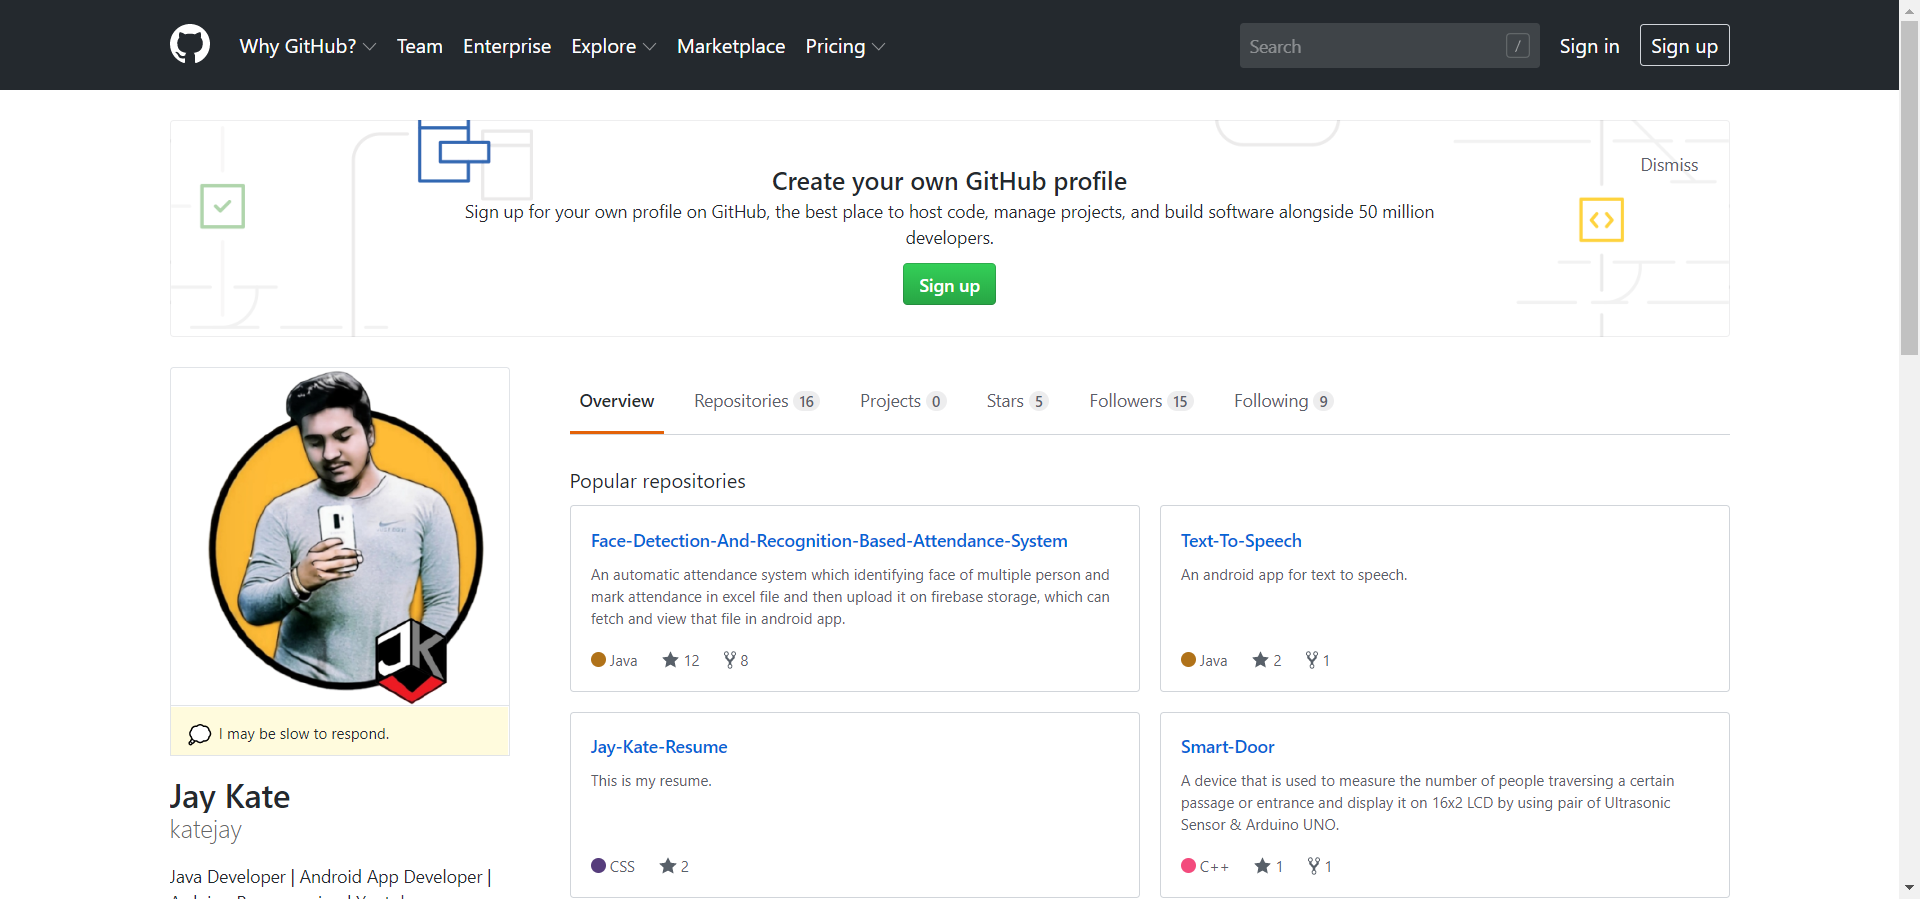 Why GitHub? Team Enterprise Explore Marketplace Pricing Search / Sign in Sign up
Dismiss
Create your own GitHub profile
Sign up for your own profile on GitHub, the best place to host code, manage projects, and build software alongside 50 million
developers.
Sign up
Overview Repositories 16 Projects 0 Stars 5 Followers 15 Following 9
JK
I may be slow to respond.
Jay Kate
katejay
Java Developer | Android App Developer |
Popular repositories
Face-Detection-And-Recognition-Based-Attendance-System
An automatic attendance system which identifying face of multiple person and
mark attendance in excel file and then upload it on firebase storage, which can
fetch and view that file in android app.
Java 12 8
Text-To-Speech
An android app for text to speech.
Java 2 1
Jay-Kate-Resume
This is my resume.
CSS 2
Smart-Door
A device that is used to measure the number of people traversing a certain
passage or entrance and display it on 16x2 LCD by using pair of Ultrasonic
Sensor & Arduino UNO.
C++ 1 1